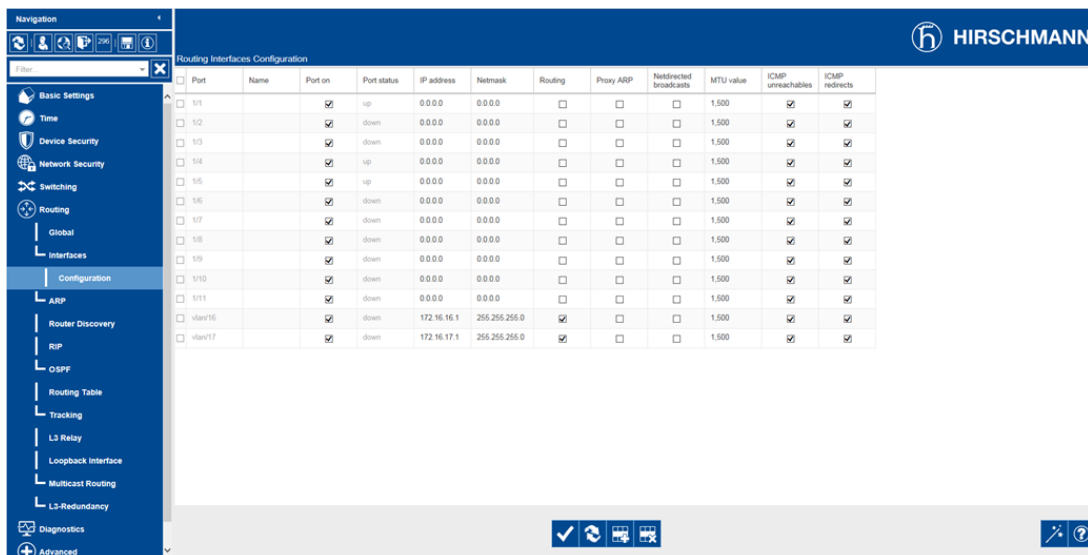 Navigation
296
Filter...
Basic Settings
Time
Device Security
Network Security
Switching
Routing
Global
Interfaces
Configuration
ARP
Router Discovery
RIP
OSPF
Routing Table
Tracking
L3 Relay
Loopback Interface
Multicast Routing
L3-Redundancy
Diagnostics
Advanced
HIRSCHMANN
Routing Interfaces Configuration
Port Name Port on Port status IP address Netmask Routing Proxy ARP Netdirected broadcasts MTU value ICMP unreachables ICMP redirects
1/1 up 0.0.0.0 0.0.0.0 1,500
1/2 down 0.0.0.0 0.0.0.0 1,500
1/3 down 0.0.0.0 0.0.0.0 1,500
1/4 up 0.0.0.0 0.0.0.0 1,500
1/5 up 0.0.0.0 0.0.0.0 1,500
1/6 down 0.0.0.0 0.0.0.0 1,500
1/7 down 0.0.0.0 0.0.0.0 1,500
1/8 down 0.0.0.0 0.0.0.0 1,500
1/9 down 0.0.0.0 0.0.0.0 1,500
1/10 down 0.0.0.0 0.0.0.0 1,500
1/11 down 0.0.0.0 0.0.0.0 1,500
vlan/16 down 172.16.16.1 255.255.255.0 1,500
vlan/17 down 172.16.17.1 255.255.255.0 1,500